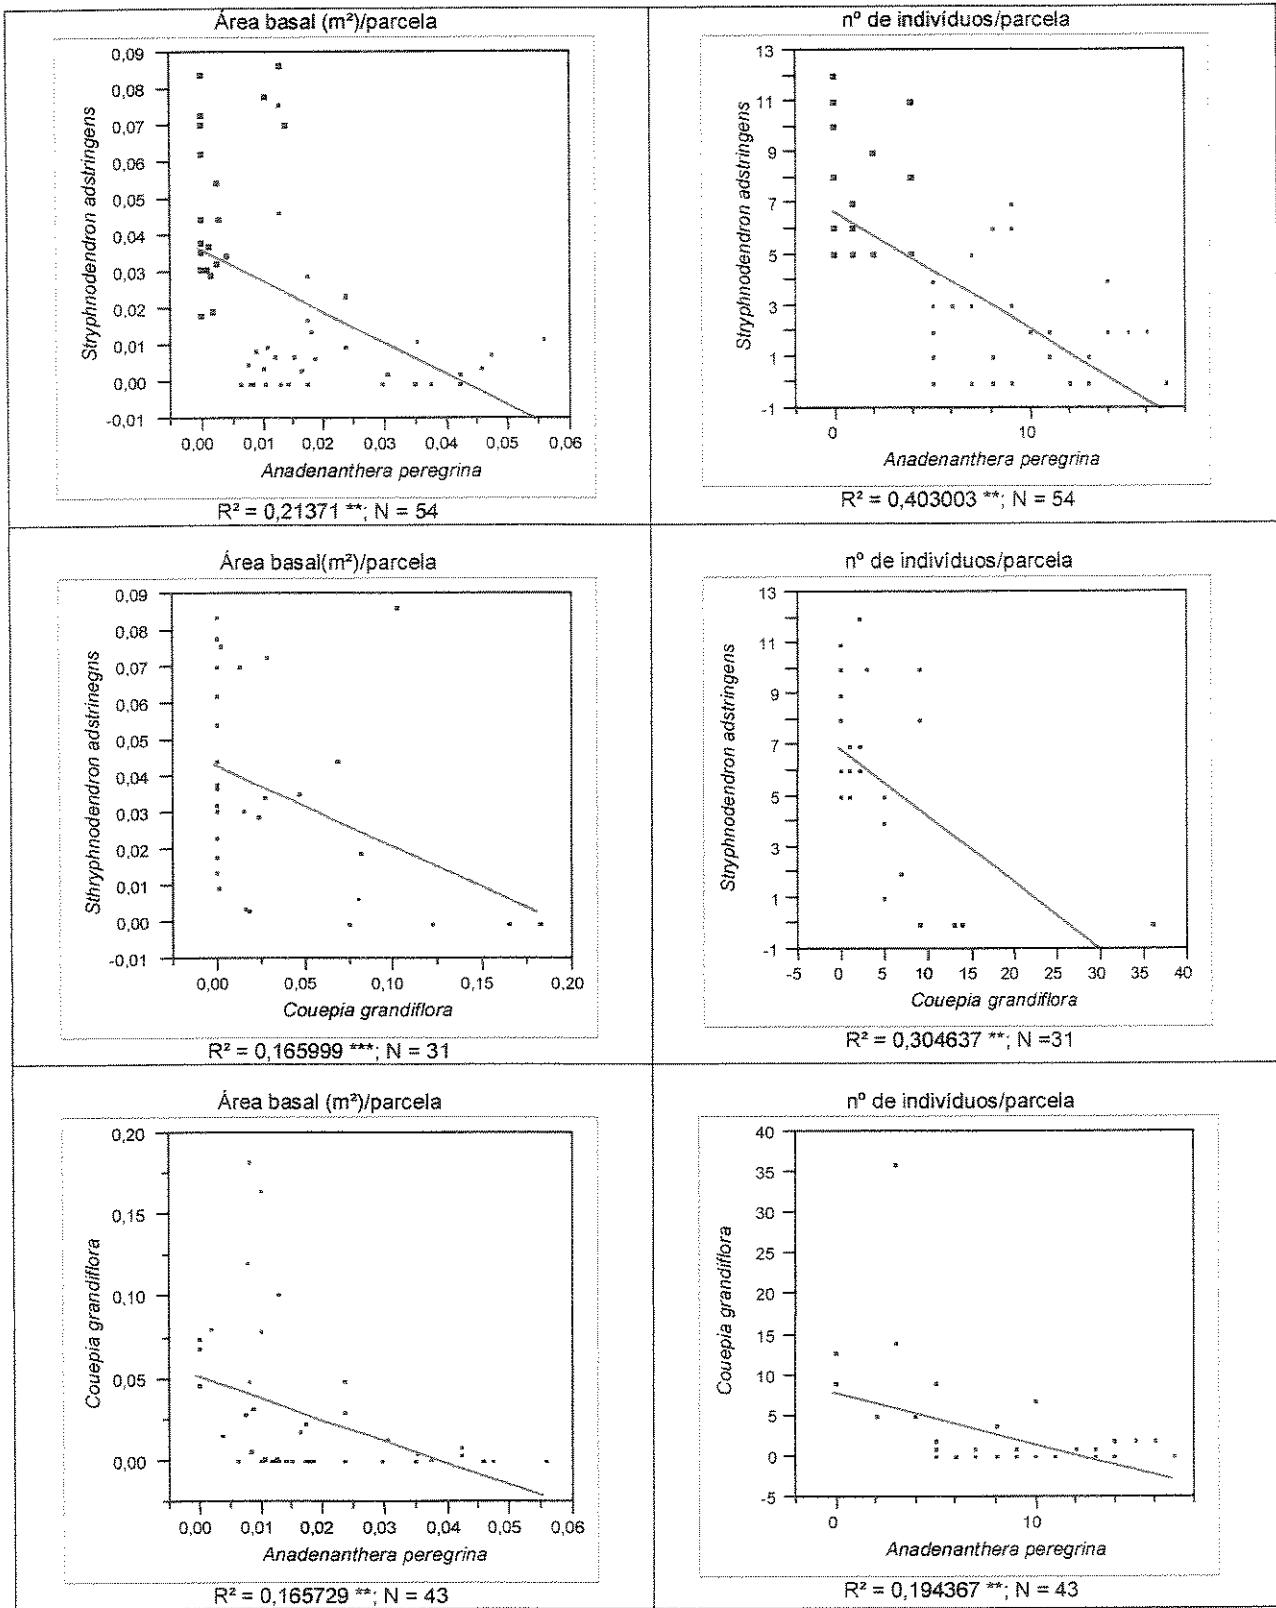 Área basal (m²)/parcela
0,09
0,08
0,07
0,06
0,05
0,04
0,03
0,02
0,01
0,00
-0,01
Stryphnodendron adstringens
0,00 0,01 0,02 0,03 0,04 0,05 0,06
Anadenanthera peregrina
R² = 0,21371 **; N = 54
nº de indivíduos/parcela
13
11
9
7
5
3
1
-1
Stryphnodendron adstringens
0 10
Anadenanthera peregrina
R² = 0,403003 **; N = 54
Área basal(m²)/parcela
0,09
0,08
0,07
0,06
0,05
0,04
0,03
0,02
0,01
0,00
-0,01
Sthryphnodendron adstrinegns
0,00 0,05 0,10 0,15 0,20
Couepia grandiflora
R² = 0,165999 ***; N = 31
nº de indivíduos/parcela
13
11
9
7
5
3
1
-1
Stryphnodendron adstringens
-5 0 5 10 15 20 25 30 35 40
Couepia grandiflora
R² = 0,304637 **; N =31
Área basal (m²)/parcela
0,20
0,15
0,10
0,05
0,00
Couepia grandiflora
0,00 0,01 0,02 0,03 0,04 0,05 0,06
Anadenanthera peregrina
R² = 0,165729 **; N = 43
nº de indivíduos/parcela
40
35
30
25
20
15
10
5
0
-5
Couepia grandiflora
0 10
Anadenanthera peregrina
R² = 0,194367 **; N = 43